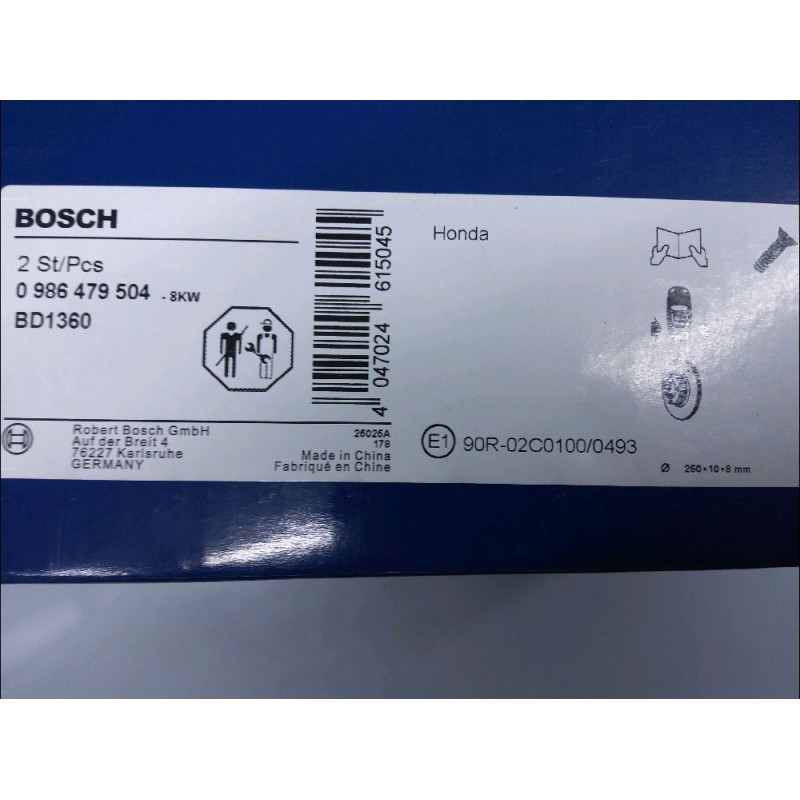 BOSCH
2 St/Pcs
0 986 479 504 - 8KW
BD1360
4 047024 615045
Honda
Robert Bosch GmbH
Auf der Breit 4
76227 Karlsruhe
GERMANY
25025A
178
Made in China
Fabriqué en Chine
E1 90R-02C0100/0493
Ø 260×10×8 mm